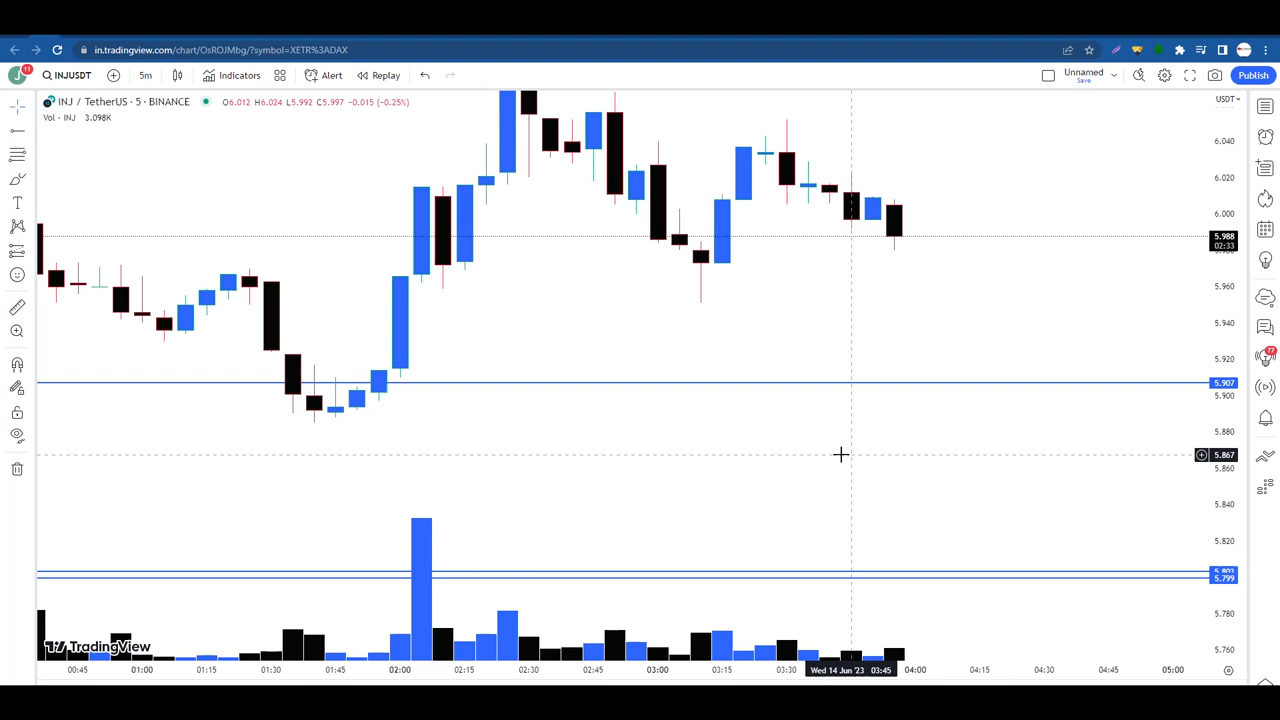 in.tradingview.com/chart/OsROJMbg/?symbol=XETR%3ADAX
J 11 INJUSDT 5m Indicators Alert Replay Unnamed Save Publish
INJ / TetherUS · 5 · BINANCE O6.012 H6.024 L5.992 C5.997 −0.015 (−0.25%)
USDT
Vol · INJ 3.098K
6.040
6.020
6.000
5.988
02:33
5.960
5.940
77
5.920
5.907
5.900
5.880
5.867
5.860
5.840
5.820
5.799
5.780
TradingView
5.760
00:45 01:00 01:15 01:30 01:45 02:00 02:15 02:30 02:45 03:00 03:15 03:30 Wed 14 Jun '23 03:45 04:00 04:15 04:30 04:45 05:00